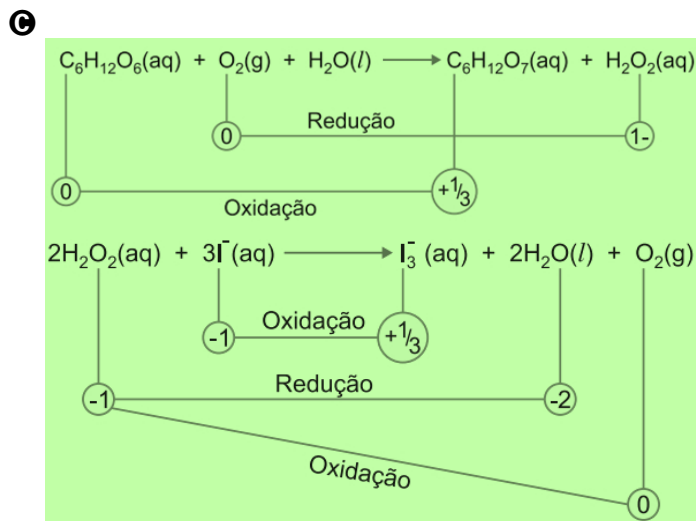 C
C₆H₁₂O₆(aq) + O₂(g) + H₂O(l) → C₆H₁₂O₇(aq) + H₂O₂(aq)
Redução
0 1-
0 +1/3
Oxidação
2H₂O₂(aq) + 3I⁻(aq) → I₃⁻ (aq) + 2H₂O(l) + O₂(g)
Oxidação
-1 +1/3
Redução
-1 -2
Oxidação
0